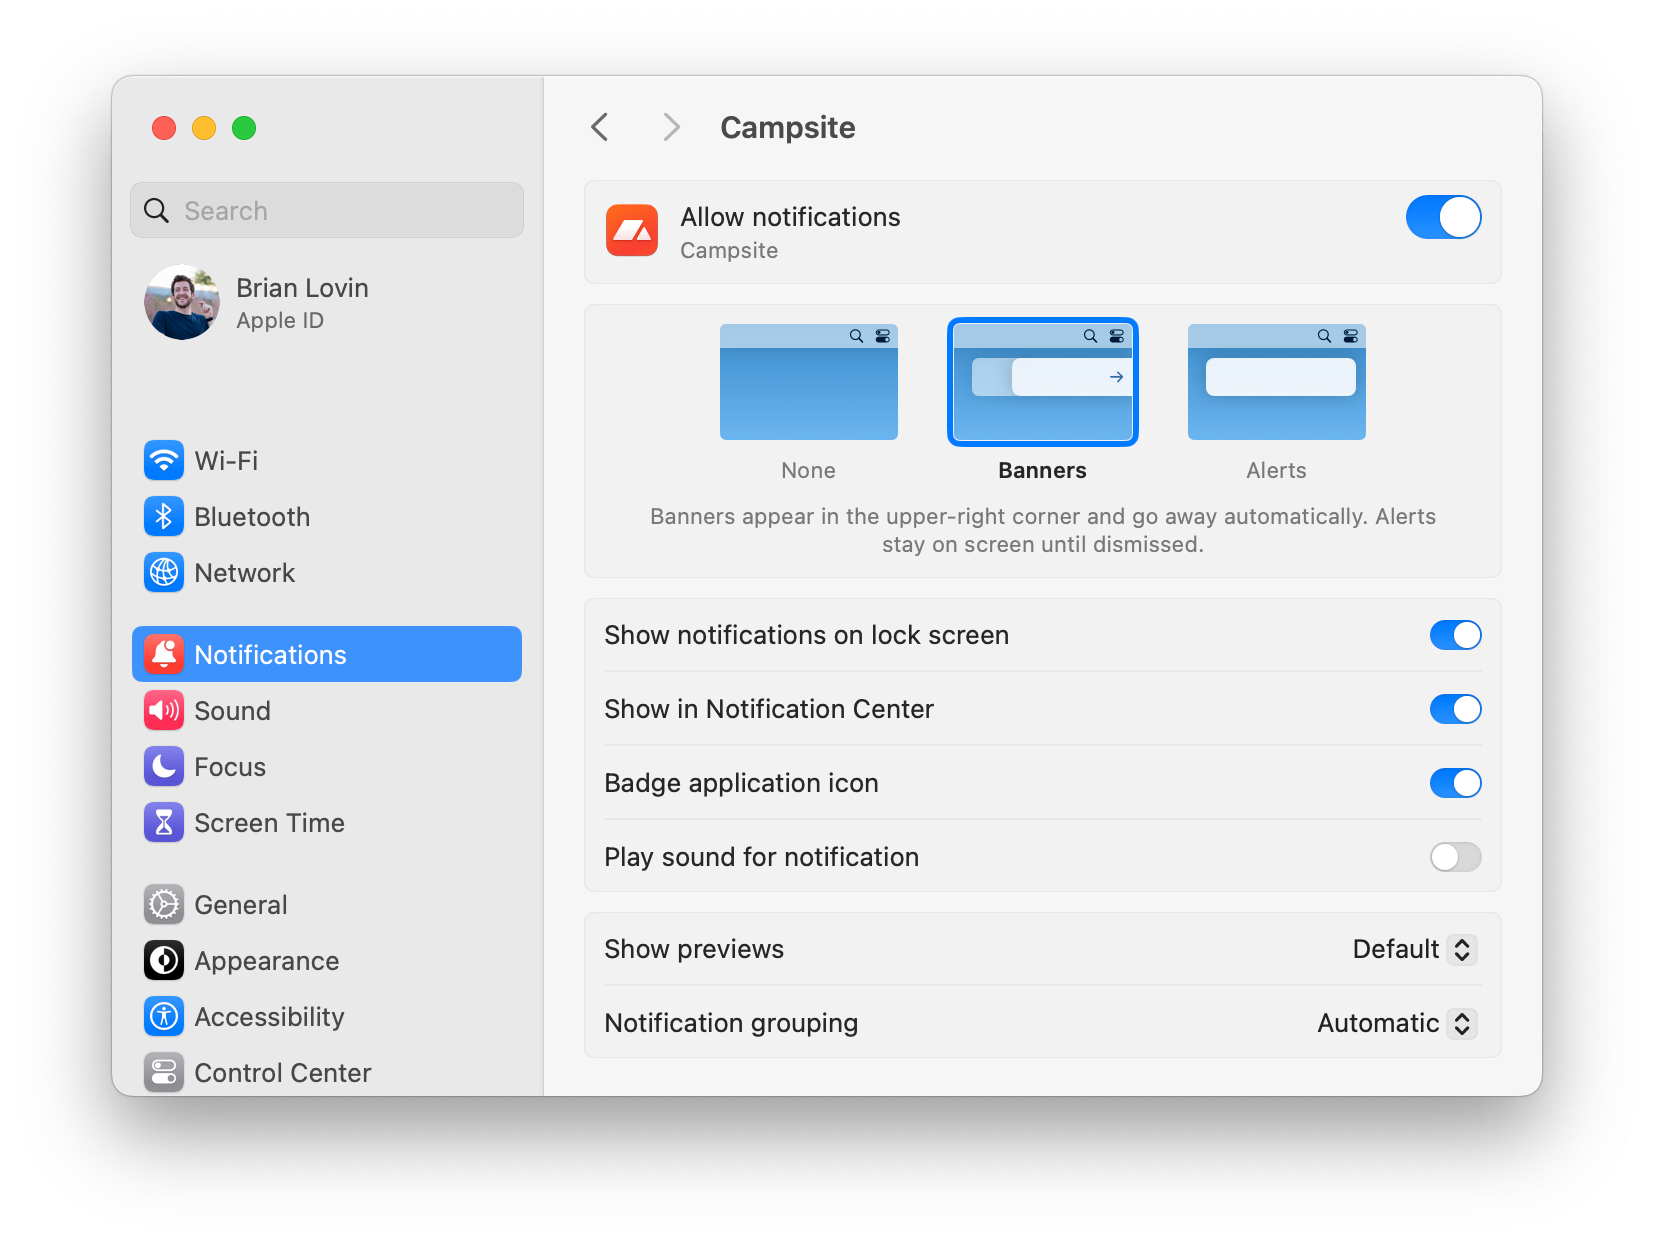 Search
Brian Lovin
Apple ID
Wi-Fi
Bluetooth
Network
Notifications
Sound
Focus
Screen Time
General
Appearance
Accessibility
Control Center
Campsite
Allow notifications
Campsite
None
Banners
Alerts
Banners appear in the upper-right corner and go away automatically. Alerts
stay on screen until dismissed.
Show notifications on lock screen
Show in Notification Center
Badge application icon
Play sound for notification
Show previews
Default
Notification grouping
Automatic